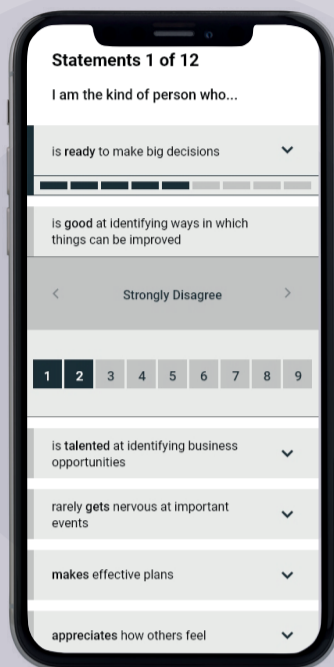 Statements 1 of 12
I am the kind of person who...
is ready to make big decisions
is good at identifying ways in which
things can be improved
Strongly Disagree
1 2 3 4 5 6 7 8 9
is talented at identifying business
opportunities
rarely gets nervous at important
events
makes effective plans
appreciates how others feel